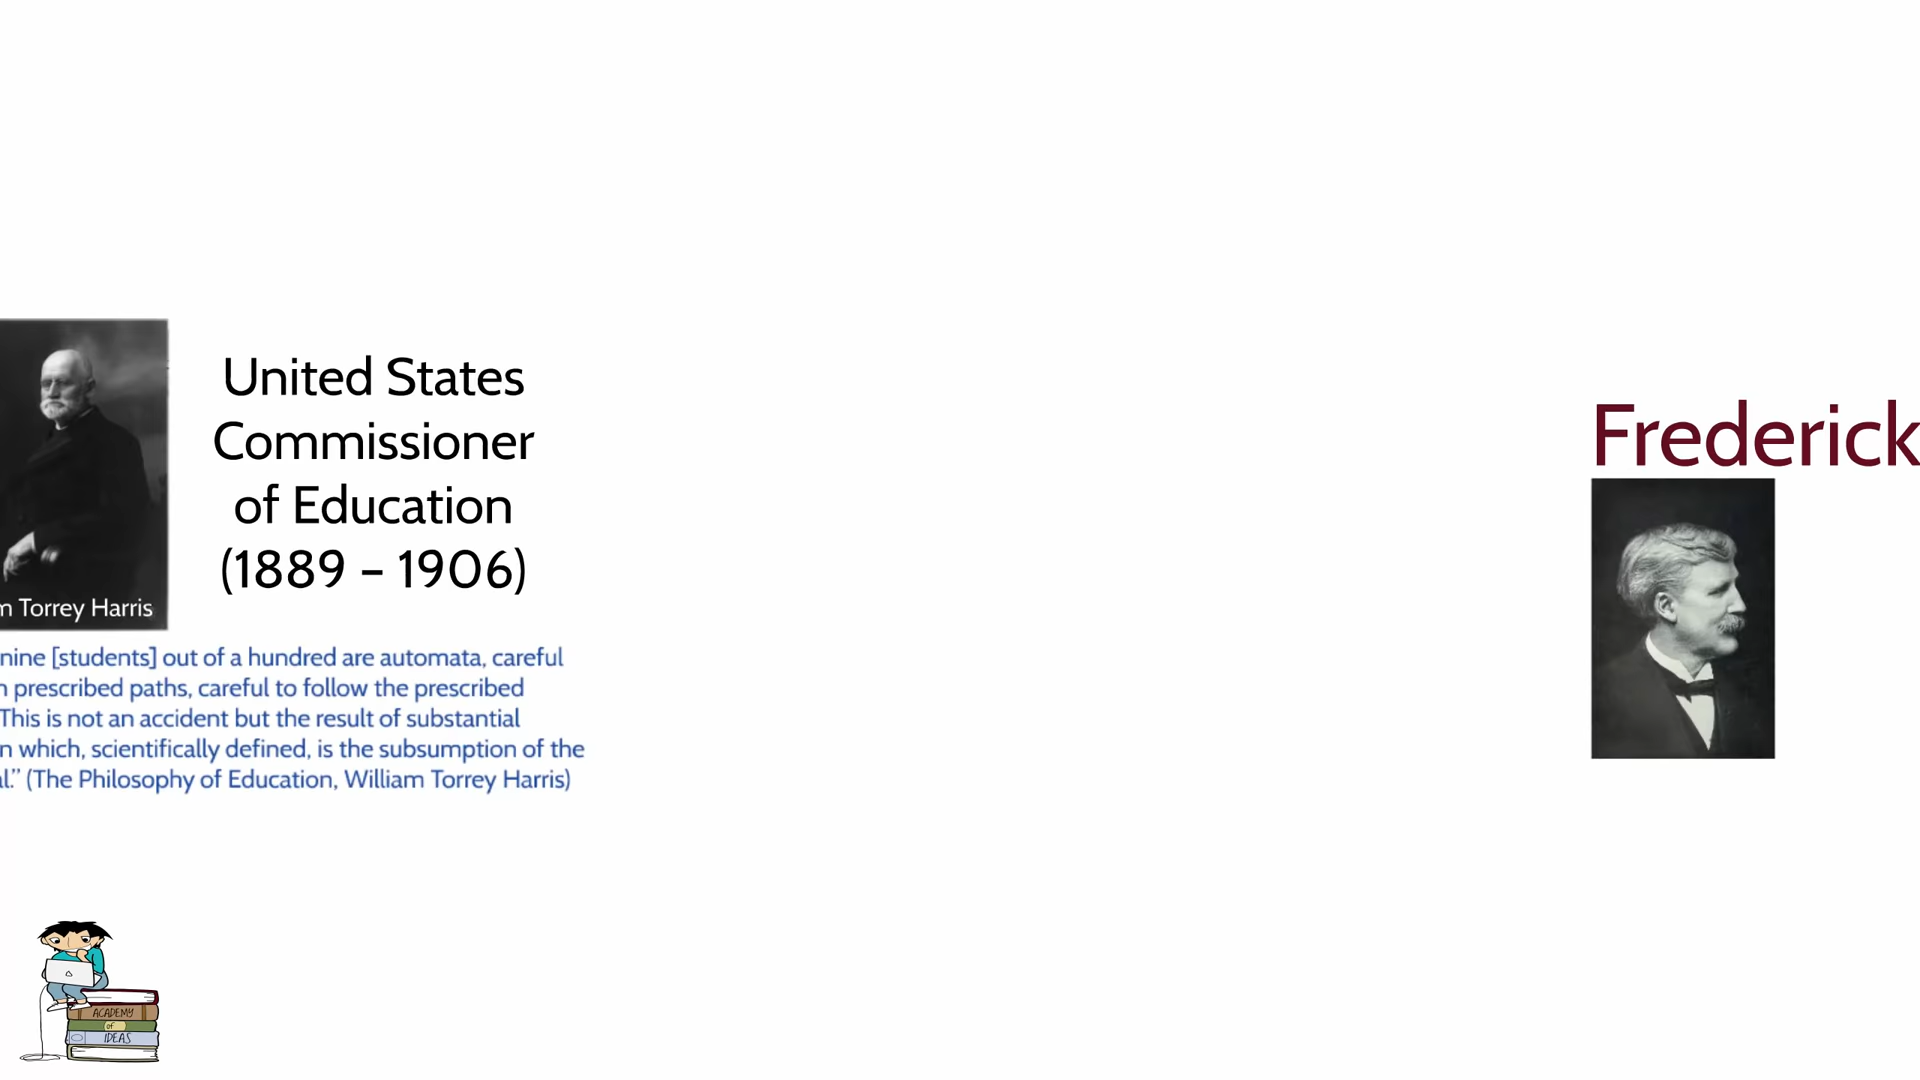 United States
Commissioner
of Education
(1889 – 1906)
m Torrey Harris
nine [students] out of a hundred are automata, careful
n prescribed paths, careful to follow the prescribed
This is not an accident but the result of substantial
n which, scientifically defined, is the subsumption of the
al.” (The Philosophy of Education, William Torrey Harris)
Frederick
ACADEMY
of
IDEAS